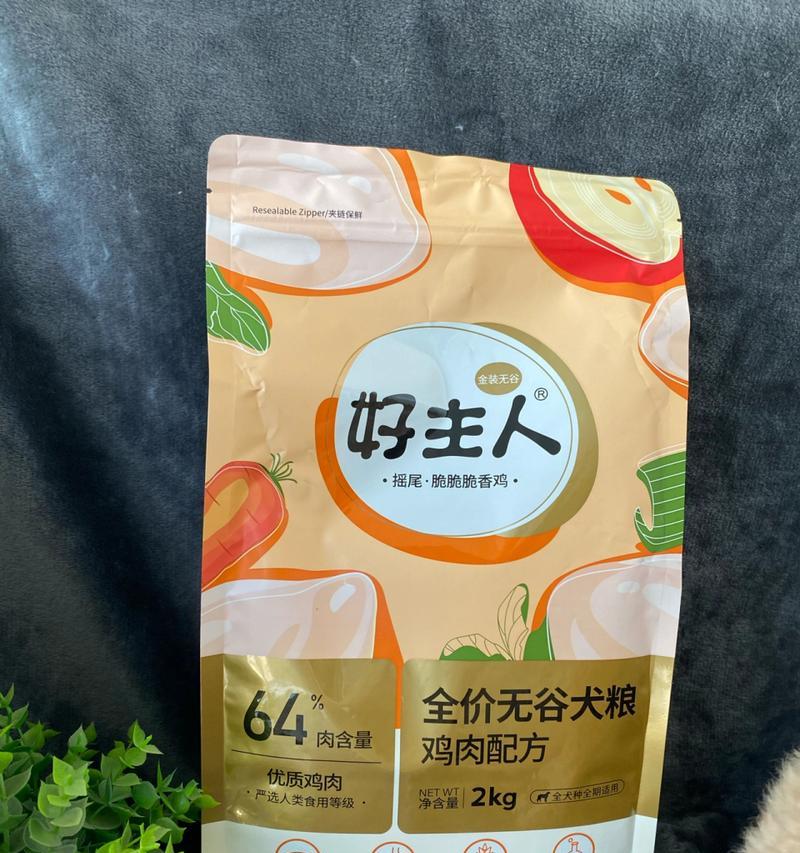 Resealable Zipper/夹链保鲜
金装无谷
好主人®
·摇尾·脆脆脆香鸡·
64%肉含量
优质鸡肉
·严选人类食用等级·
全价无谷犬粮
鸡肉配方
NET WT
净含量
2kg
全犬种全期适用